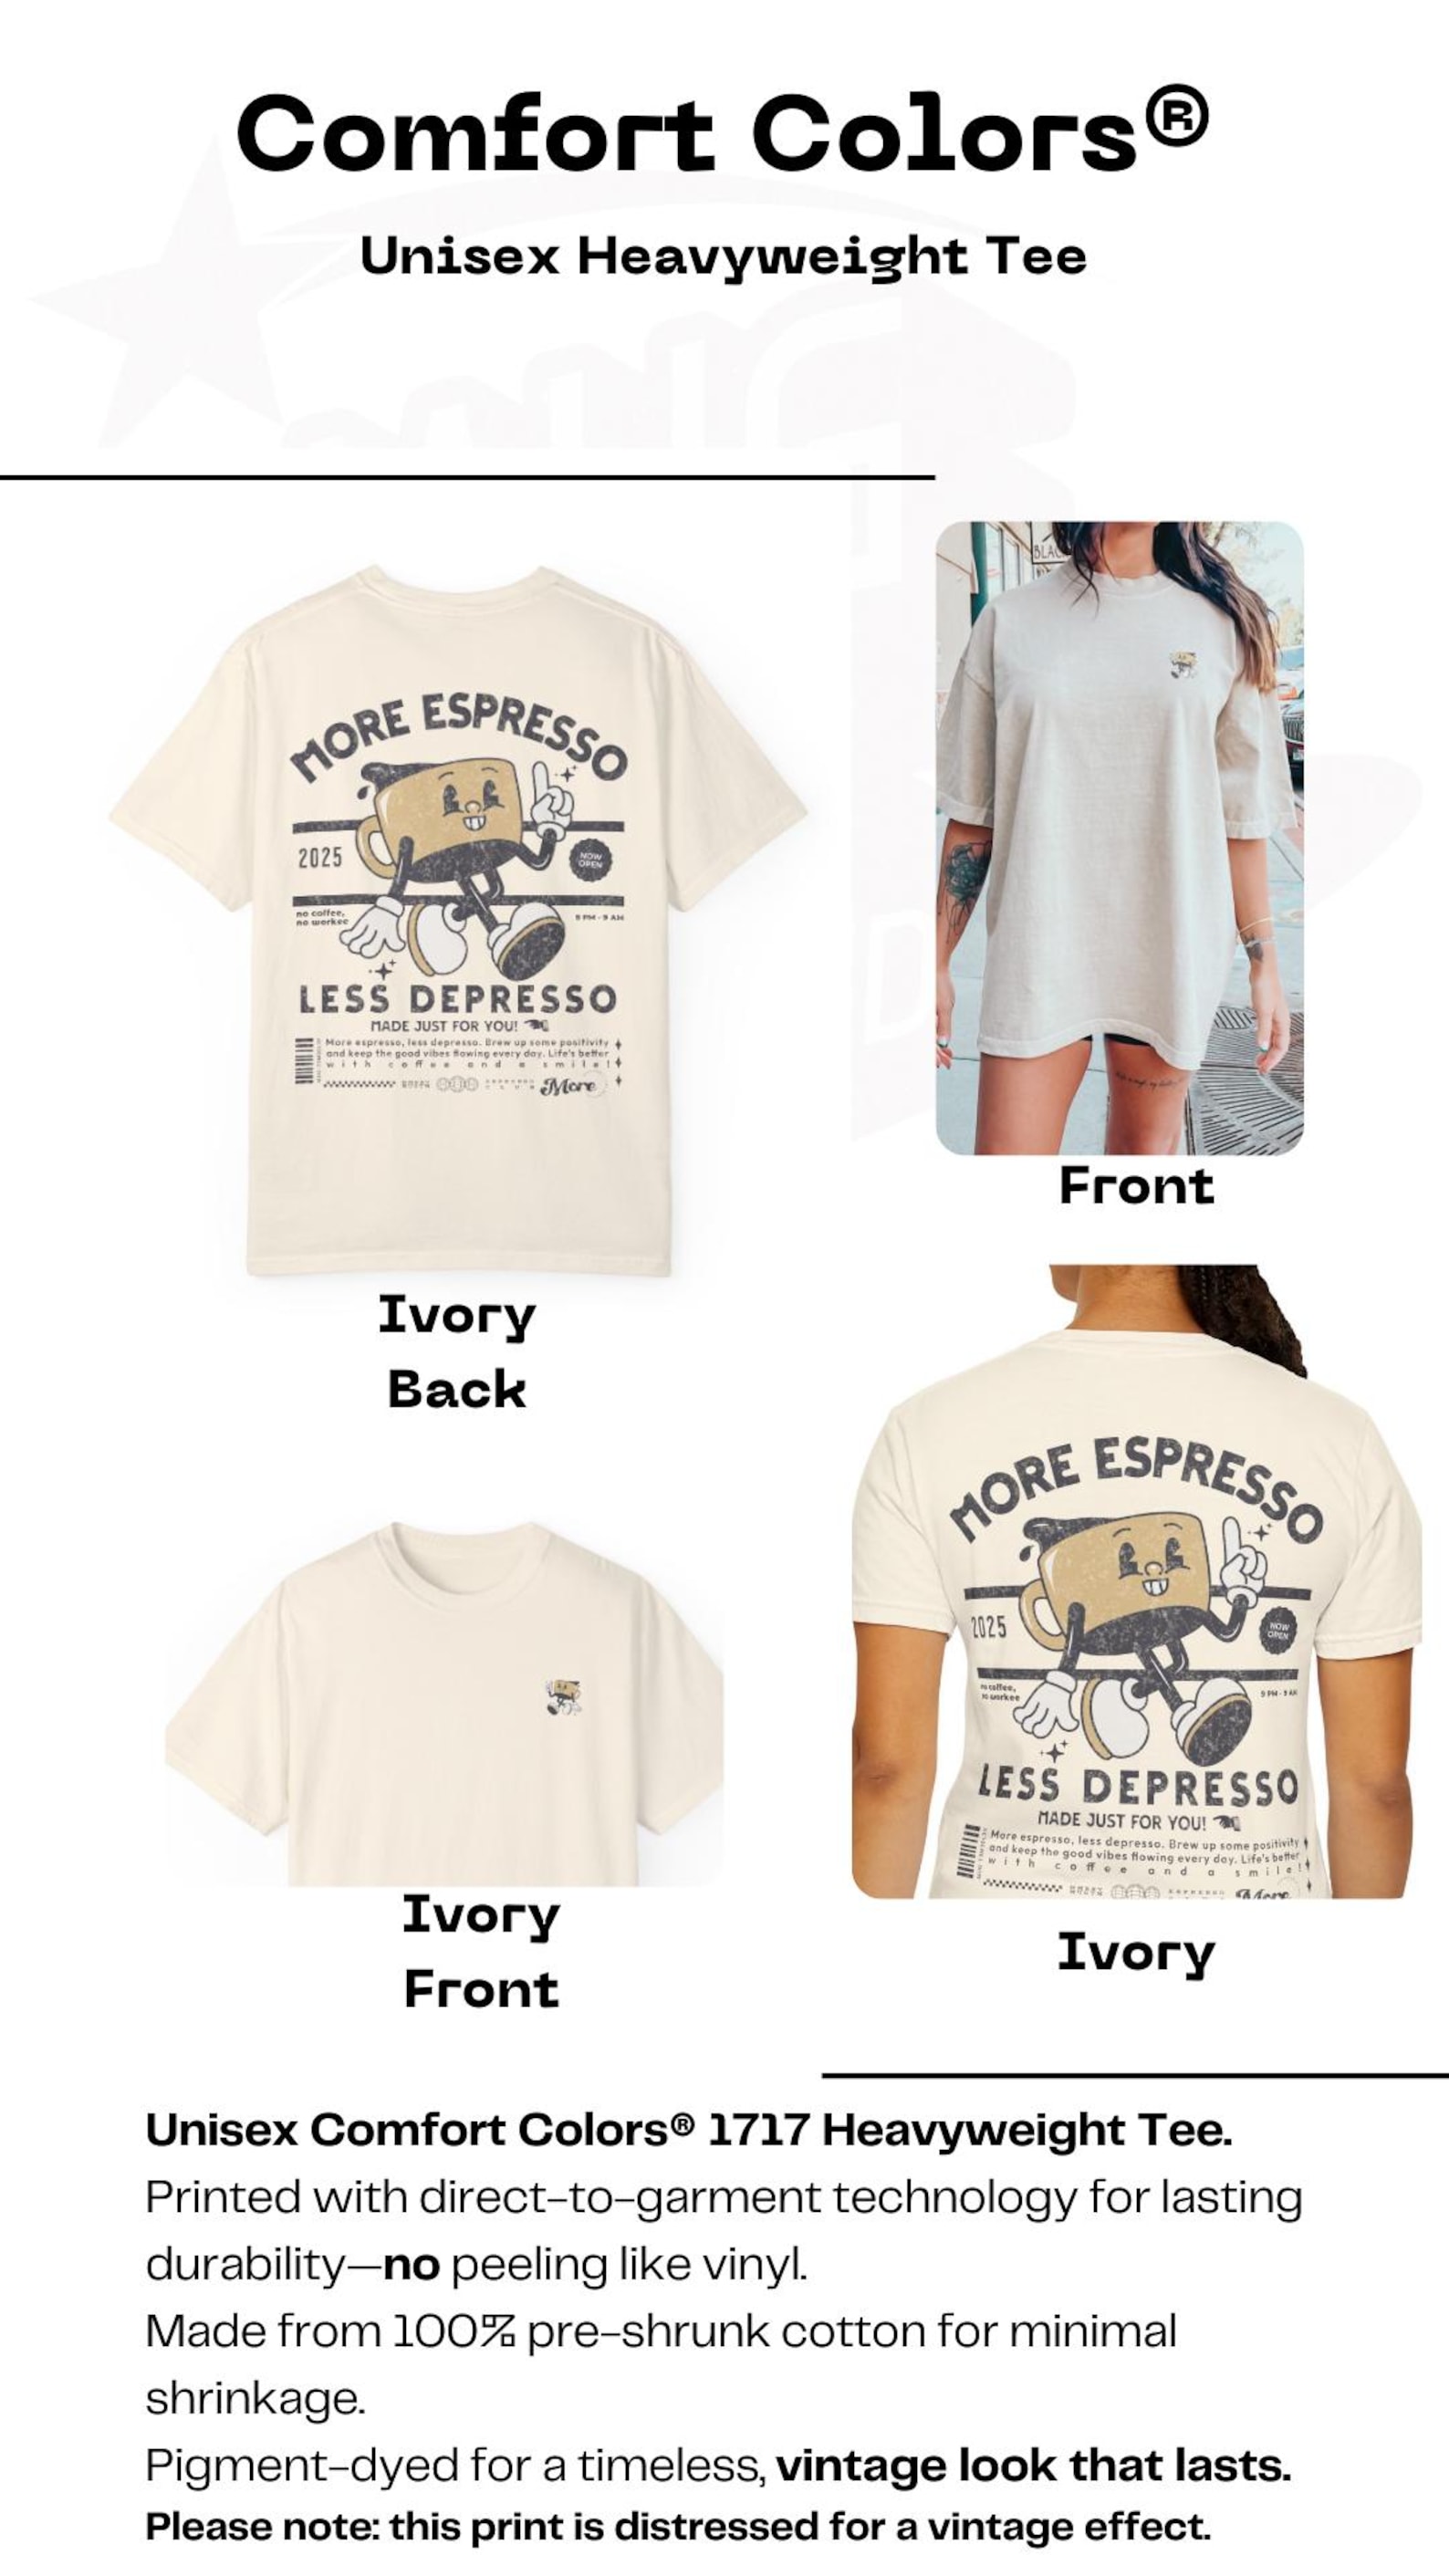 Comfort Colors®
Unisex Heavyweight Tee
MORE ESPRESSO
2025
NOW
OPEN
no coffee,
no workee
9 PM - 9 AM
LESS DEPRESSO
MADE JUST FOR YOU!
More espresso, less depresso. Brew up some positivity
and keep the good vibes flowing every day. Life's better
with coffee and a smile!
More
Ivory
Back
BLAC
Front
Ivory
Front
MORE ESPRESSO
2025
NOW
OPEN
no coffee,
no workee
9 PM - 9 AM
LESS DEPRESSO
MADE JUST FOR YOU!
More espresso, less depresso. Brew up some positivity
and keep the good vibes flowing every day. Life's better
with coffee and a smile!
More
Ivory
Unisex Comfort Colors® 1717 Heavyweight Tee.
Printed with direct-to-garment technology for lasting
durability—no peeling like vinyl.
Made from 100% pre-shrunk cotton for minimal
shrinkage.
Pigment-dyed for a timeless, vintage look that lasts.
Please note: this print is distressed for a vintage effect.